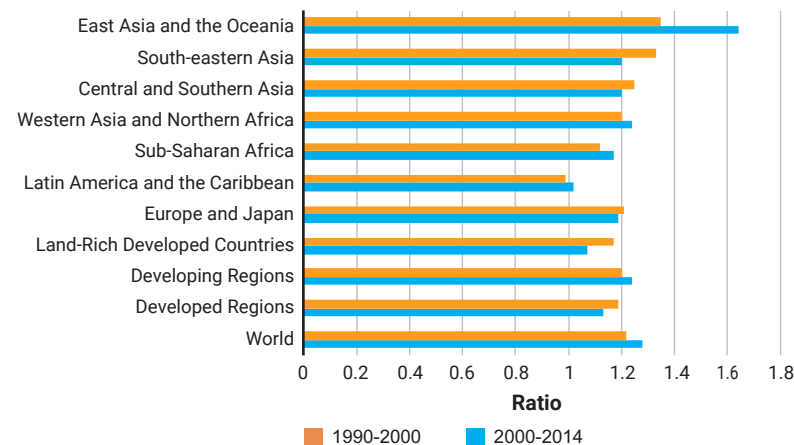 East Asia and the Oceania
South-eastern Asia
Central and Southern Asia
Western Asia and Northern Africa
Sub-Saharan Africa
Latin America and the Caribbean
Europe and Japan
Land-Rich Developed Countries
Developing Regions
Developed Regions
World
0 0.2 0.4 0.6 0.8 1 1.2 1.4 1.6 1.8
Ratio
1990-2000 2000-2014